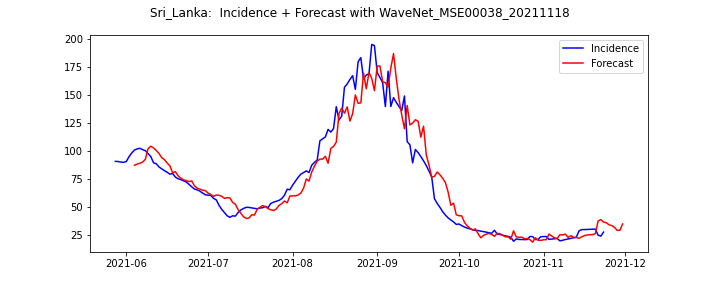 Sri_Lanka:  Incidence + Forecast with WaveNet_MSE00038_20211118
200
175
150
125
100
75
50
25
Incidence
Forecast
2021-06 2021-07 2021-08 2021-09 2021-10 2021-11 2021-12